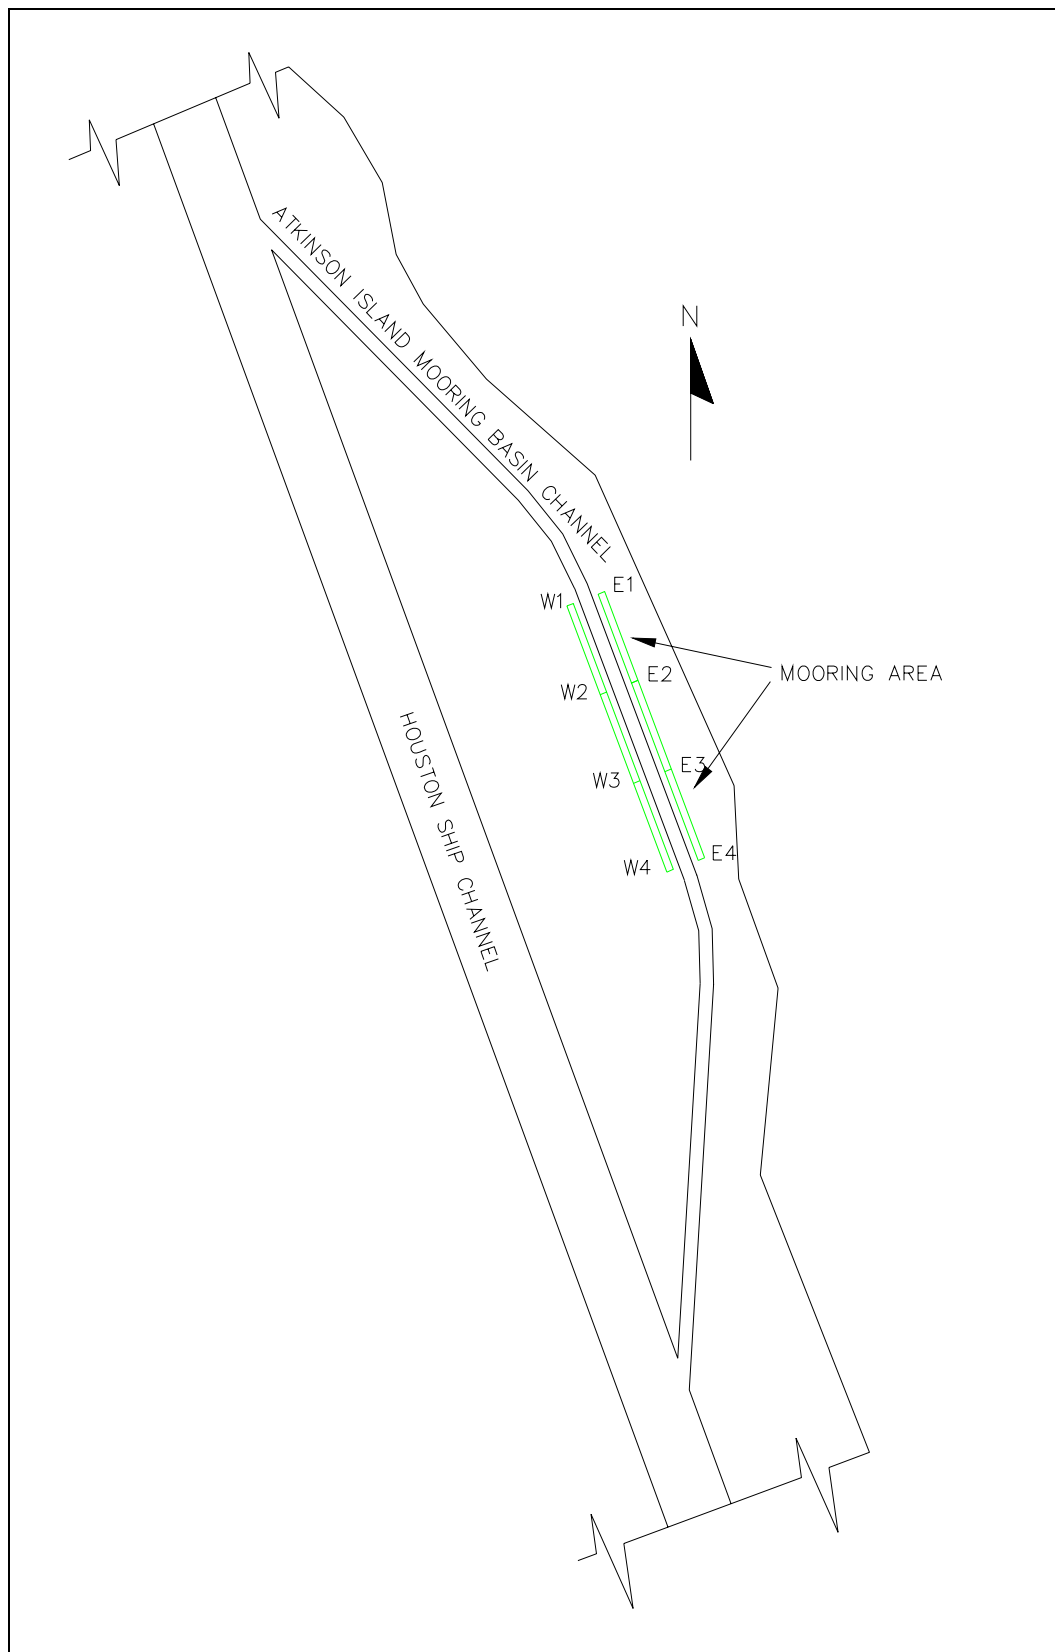 ATKINSON ISLAND MOORING BASIN CHANNEL
N
E1
W1
E2
MOORING AREA
W2
E3
W3
E4
W4
HOUSTON SHIP CHANNEL